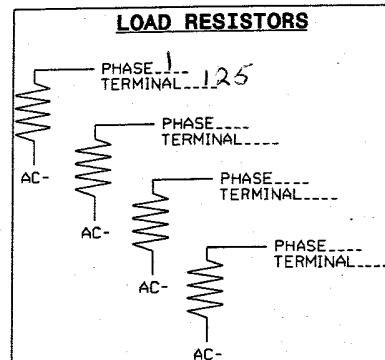 LOAD RESISTORS
PHASE 1
TERMINAL 125
AC-
PHASE----
TERMINAL----
AC-
PHASE----
TERMINAL----
AC-
PHASE----
TERMINAL----
AC-